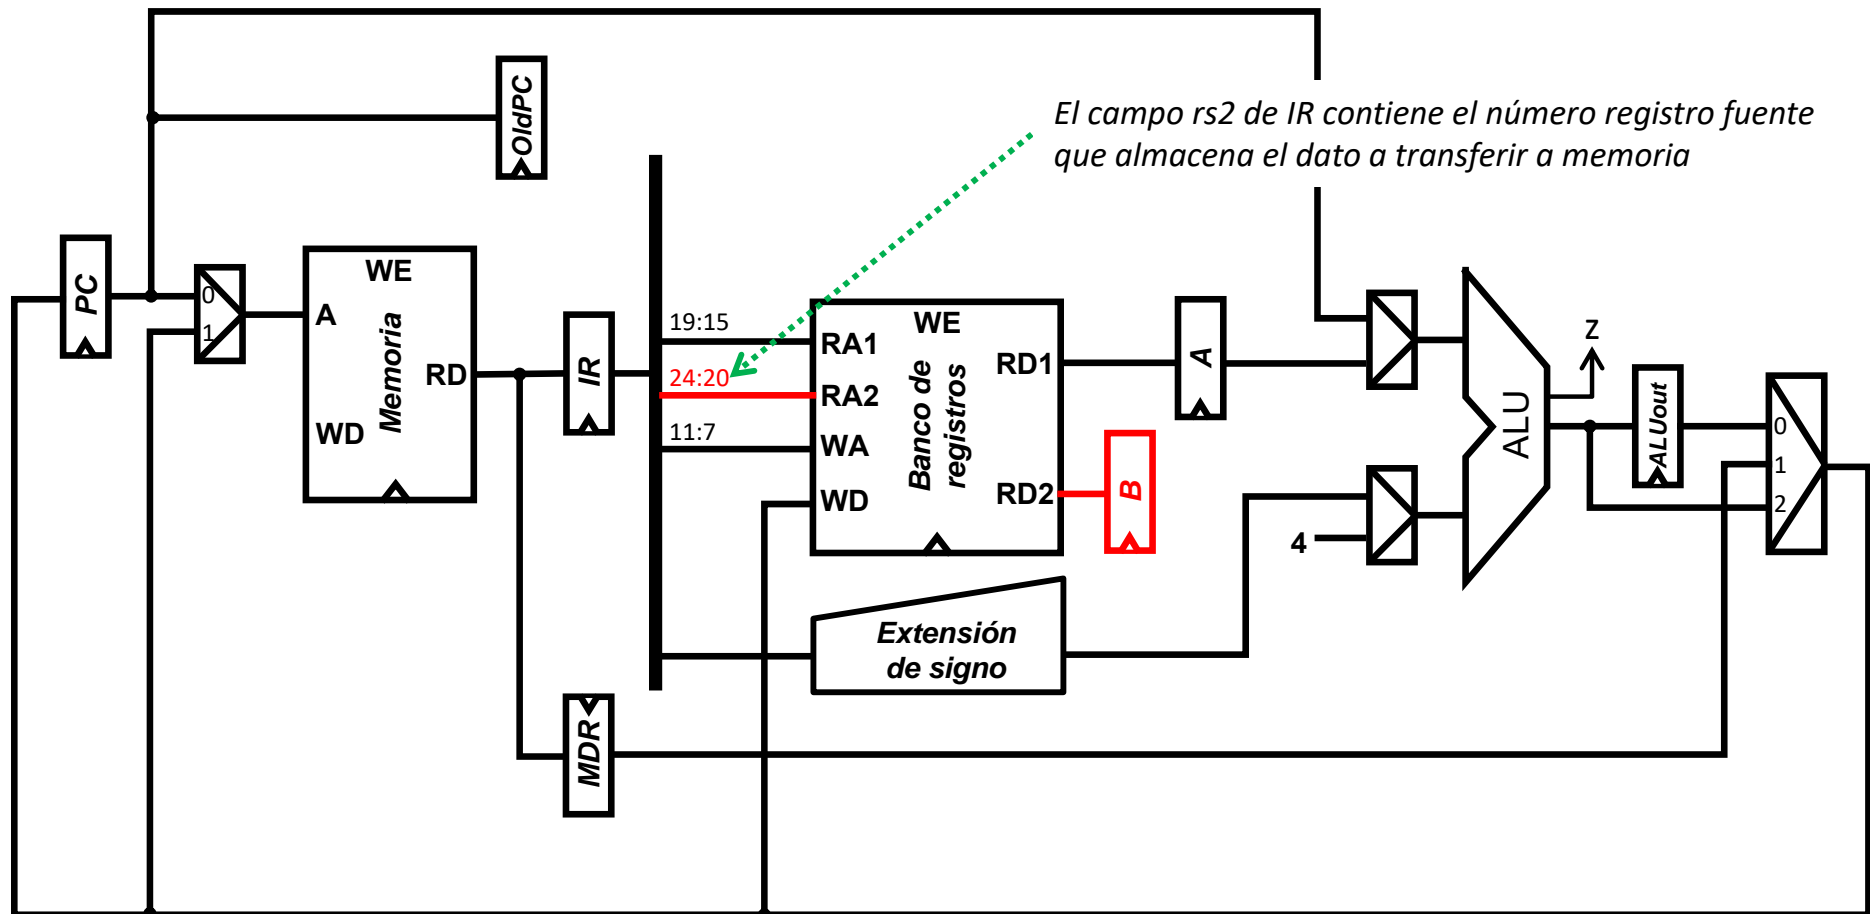 OldPC
El campo rs2 de IR contiene el número registro fuente
que almacena el dato a transferir a memoria
PC
0
1
WE
A
Memoria
RD
WD
IR
19:15
24:20
11:7
WE
RA1
RA2
WA
WD
Banco de
registros
RD1
RD2
A
B
4
ALU
Z
ALUout
0
1
2
Extensión
de signo
MDR